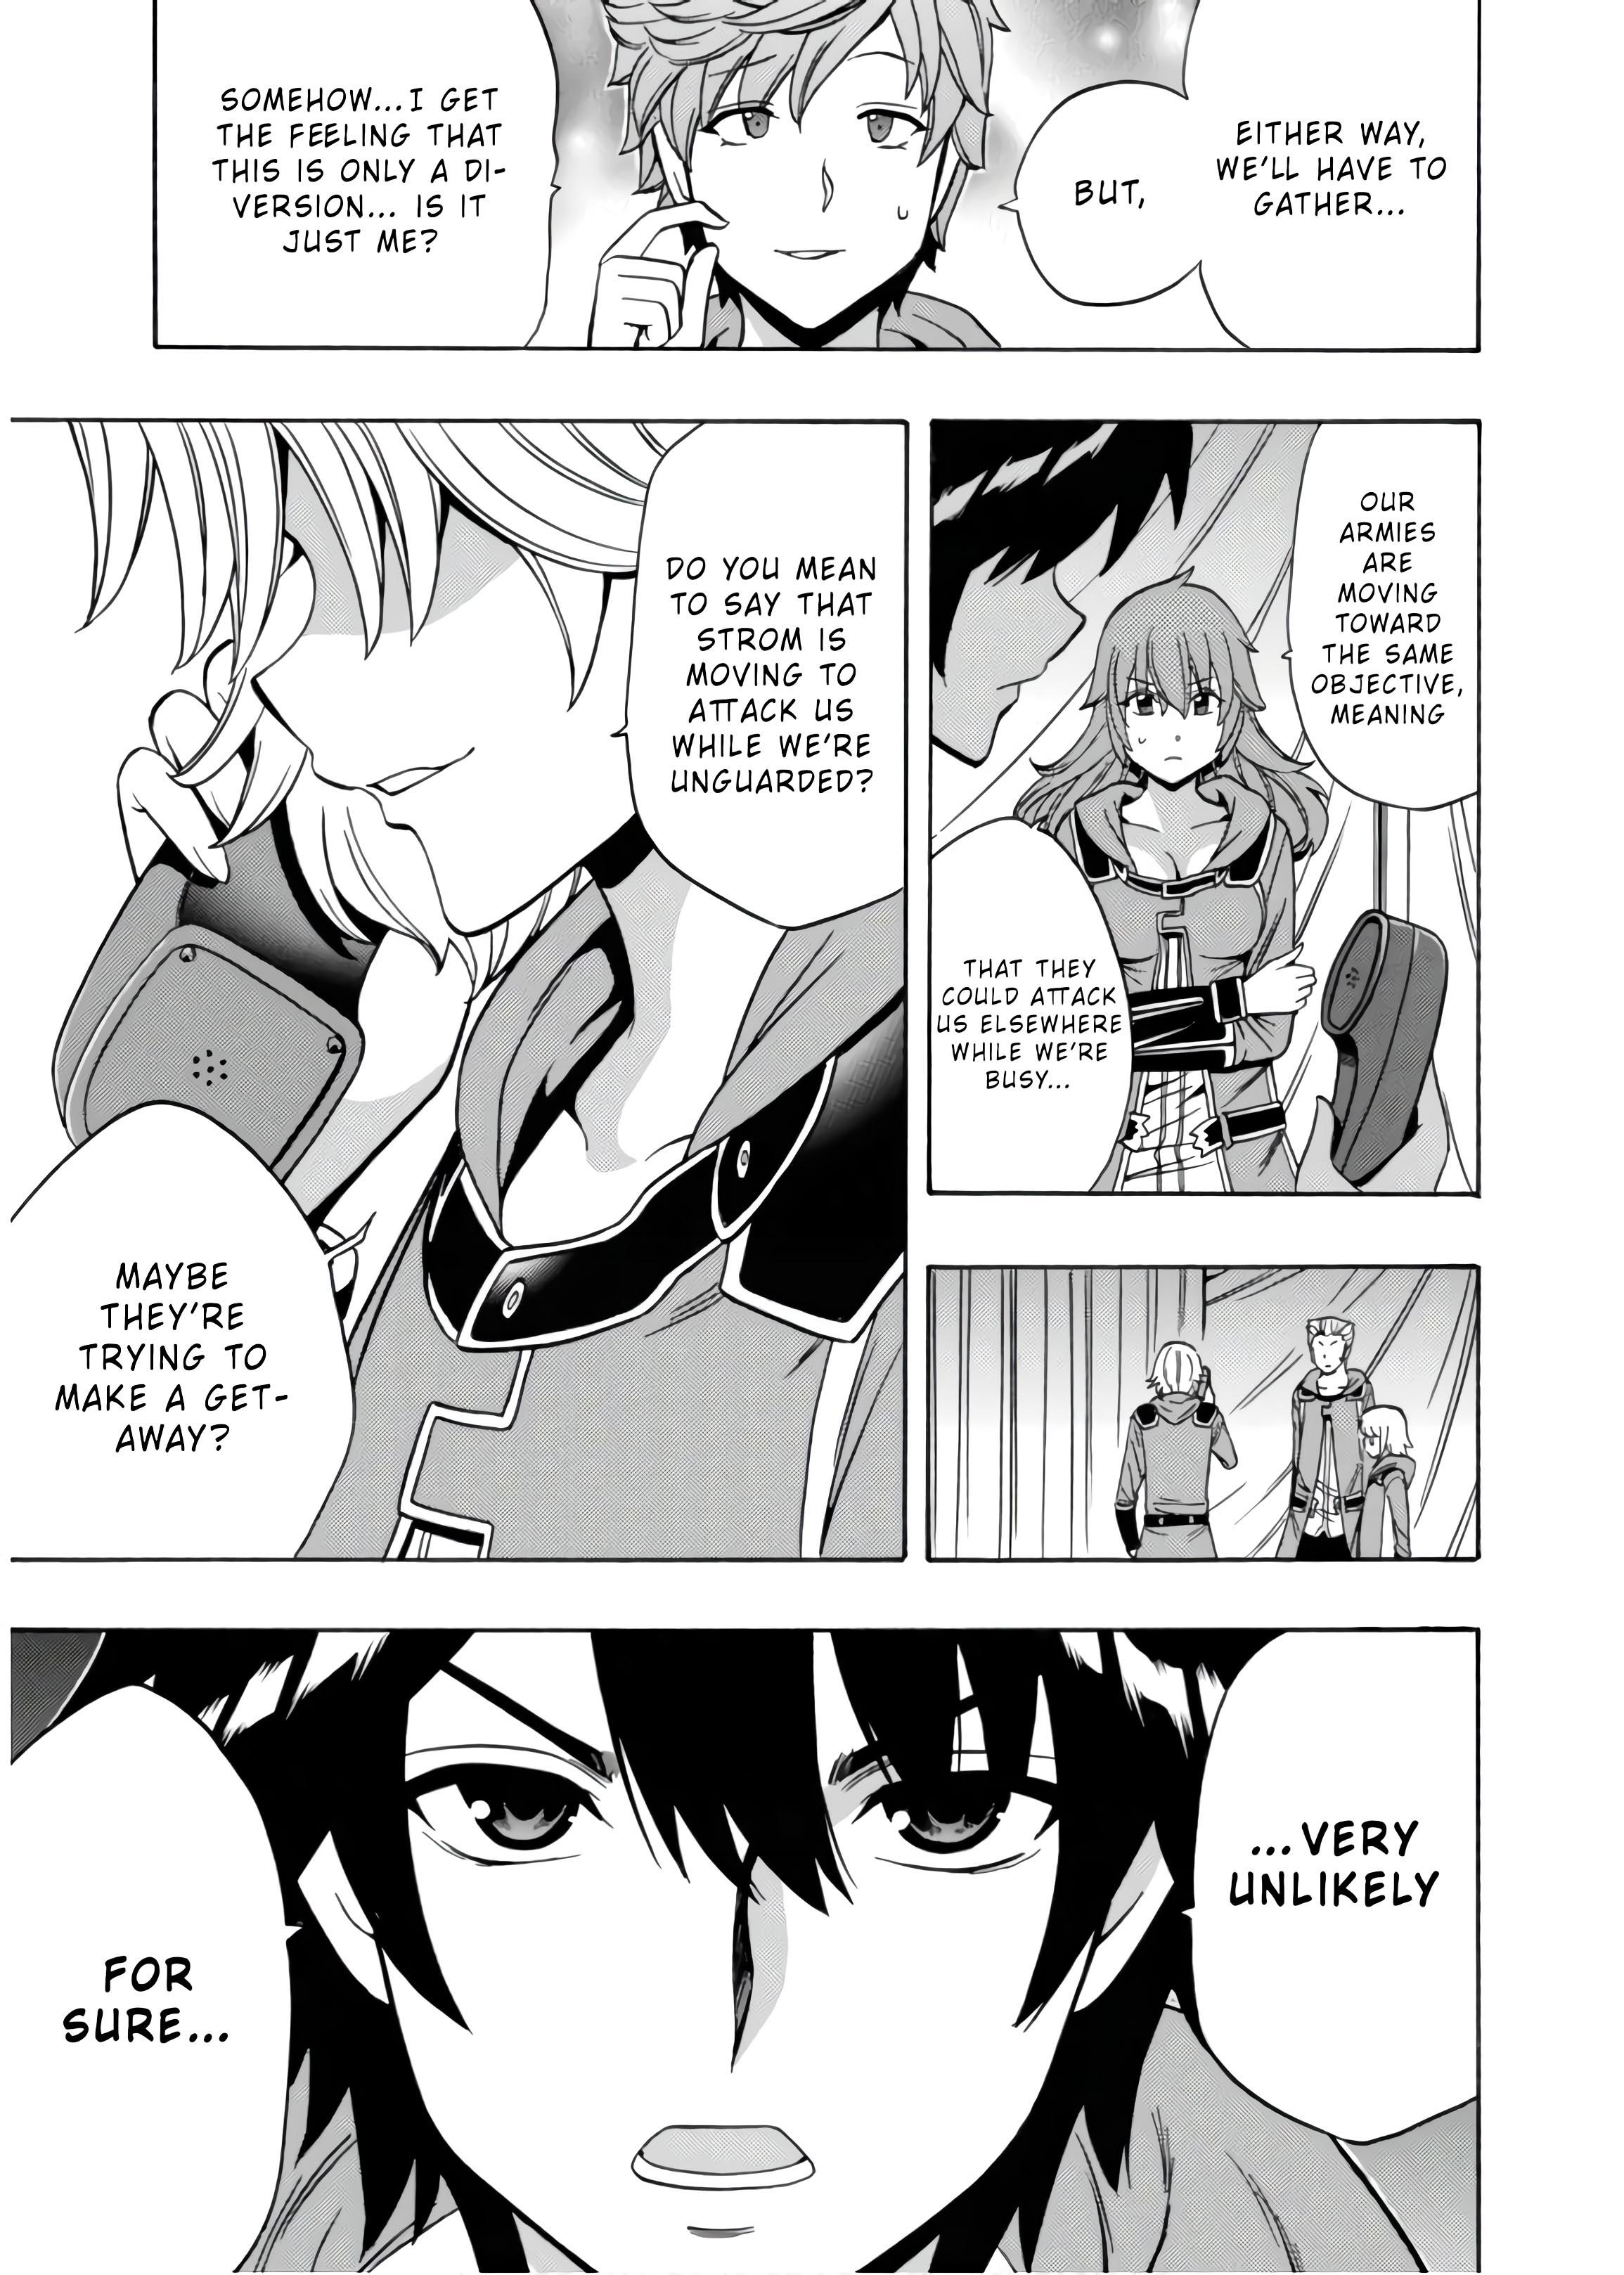 EITHER WAY,
WE'LL HAVE TO
GATHER...
BUT,
SOMEHOW...I GET
THE FEELING THAT
THIS IS ONLY A DI-
VERSION... IS IT
JUST ME?
OUR
ARMIES
ARE
MOVING
TOWARD
THE SAME
OBJECTIVE,
MEANING
THAT THEY
COULD ATTACK
US ELSEWHERE
WHILE WE'RE
BUSY...
DO YOU MEAN
TO SAY THAT
STROM IS
MOVING TO
ATTACK US
WHILE WE'RE
UNGUARDED?
MAYBE
THEY'RE
TRYING TO
MAKE A GET-
AWAY?
...VERY
UNLIKELY
FOR
SURE...